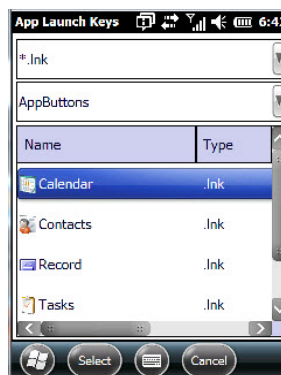 App Launch Keys 6:4
*.lnk
AppButtons
Name Type
Calendar .lnk
Contacts .lnk
Record .lnk
Tasks .lnk
Select Cancel